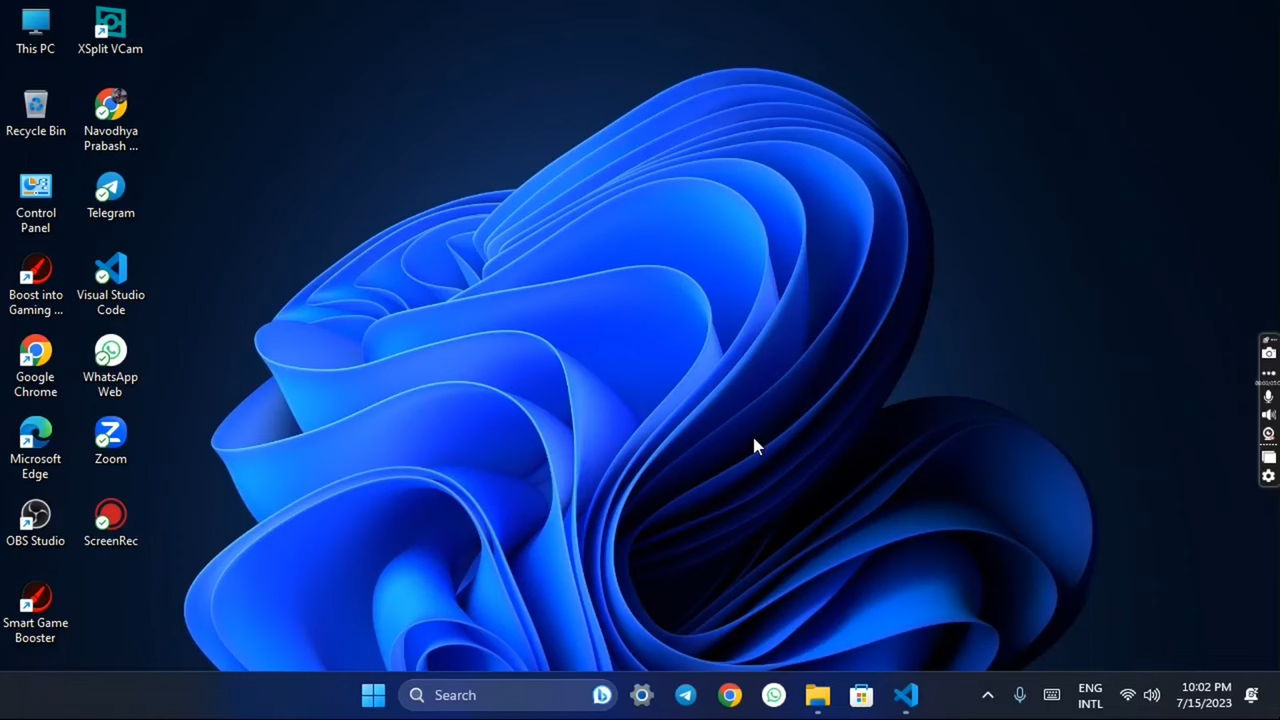 This PC
XSplit VCam
Recycle Bin
Navodhya
Prabash ...
Control
Panel
Telegram
Boost into
Gaming ...
Visual Studio
Code
Google
Chrome
WhatsApp
Web
Microsoft
Edge
Zoom
OBS Studio
ScreenRec
Smart Game
Booster
Search
ENG
INTL
10:02 PM
7/15/2023